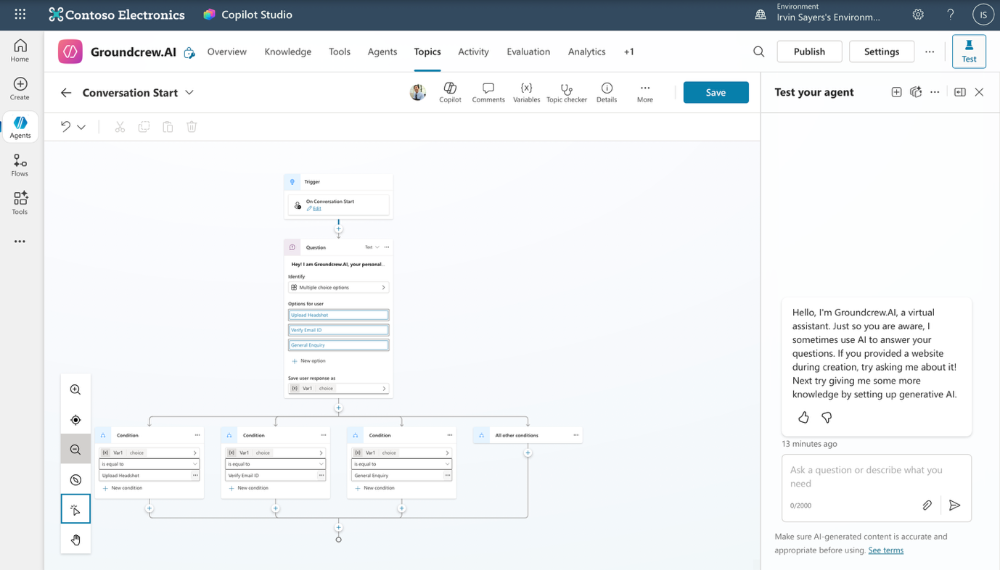 Contoso Electronics
Copilot Studio
Environment
Irvin Sayers's Environm...
IS
Home
Create
Agents
Flows
Tools
Groundcrew.AI
Overview
Knowledge
Tools
Agents
Topics
Activity
Evaluation
Analytics
+1
Publish
Settings
Test
Conversation Start
Copilot
Comments
Variables
Topic checker
Details
More
Save
Trigger
On Conversation Start
Edit
Question
Text
Hey! I am Groundcrew.AI, your personal...
Identify
Multiple choice options
Options for user
Upload Headshot
Verify Email ID
General Enquiry
New option
Save user response as
{x} Var1 choice
Condition
{x} Var1 choice
is equal to
Upload Headshot
New condition
Condition
{x} Var1 choice
is equal to
Verify Email ID
New condition
Condition
{x} Var1 choice
is equal to
General Enquiry
New condition
All other conditions
Test your agent
Hello, I'm Groundcrew.AI, a virtual
assistant. Just so you are aware, I
sometimes use AI to answer your
questions. If you provided a website
during creation, try asking me about it!
Next try giving me some more
knowledge by setting up generative AI.
13 minutes ago
Ask a question or describe what you
need
0/2000
Make sure AI-generated content is accurate and
appropriate before using. See terms